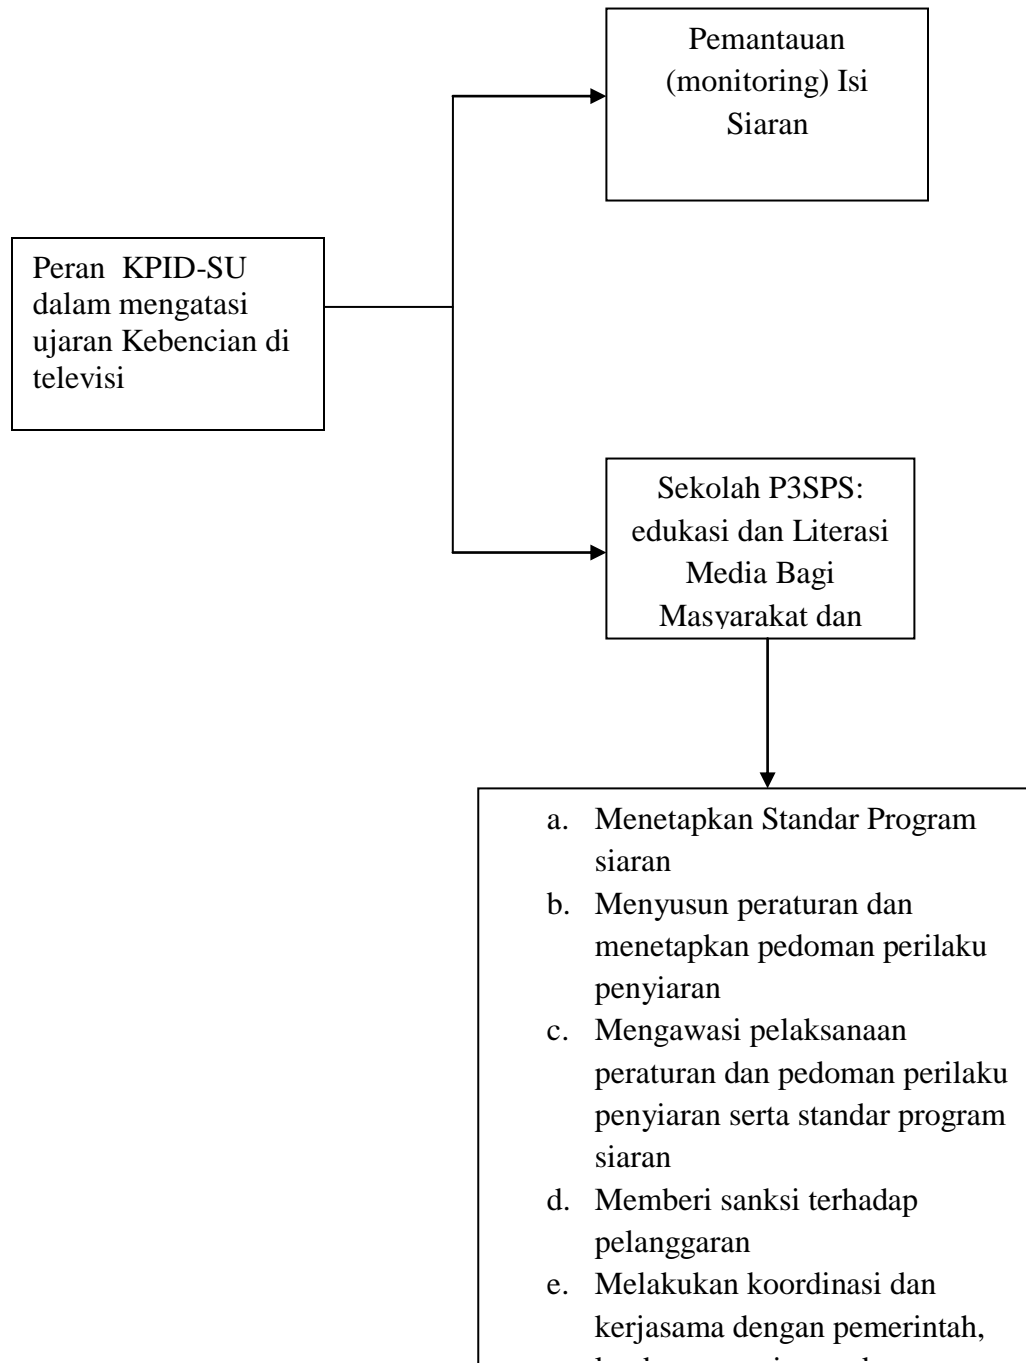 Pemantauan
(monitoring) Isi
Siaran
Peran KPID-SU
dalam mengatasi
ujaran Kebencian di
televisi
Sekolah P3SPS:
edukasi dan Literasi
Media Bagi
Masyarakat dan
a. Menetapkan Standar Program
siaran
b. Menyusun peraturan dan
menetapkan pedoman perilaku
penyiaran
c. Mengawasi pelaksanaan
peraturan dan pedoman perilaku
penyiaran serta standar program
siaran
d. Memberi sanksi terhadap
pelanggaran
e. Melakukan koordinasi dan
kerjasama dengan pemerintah,